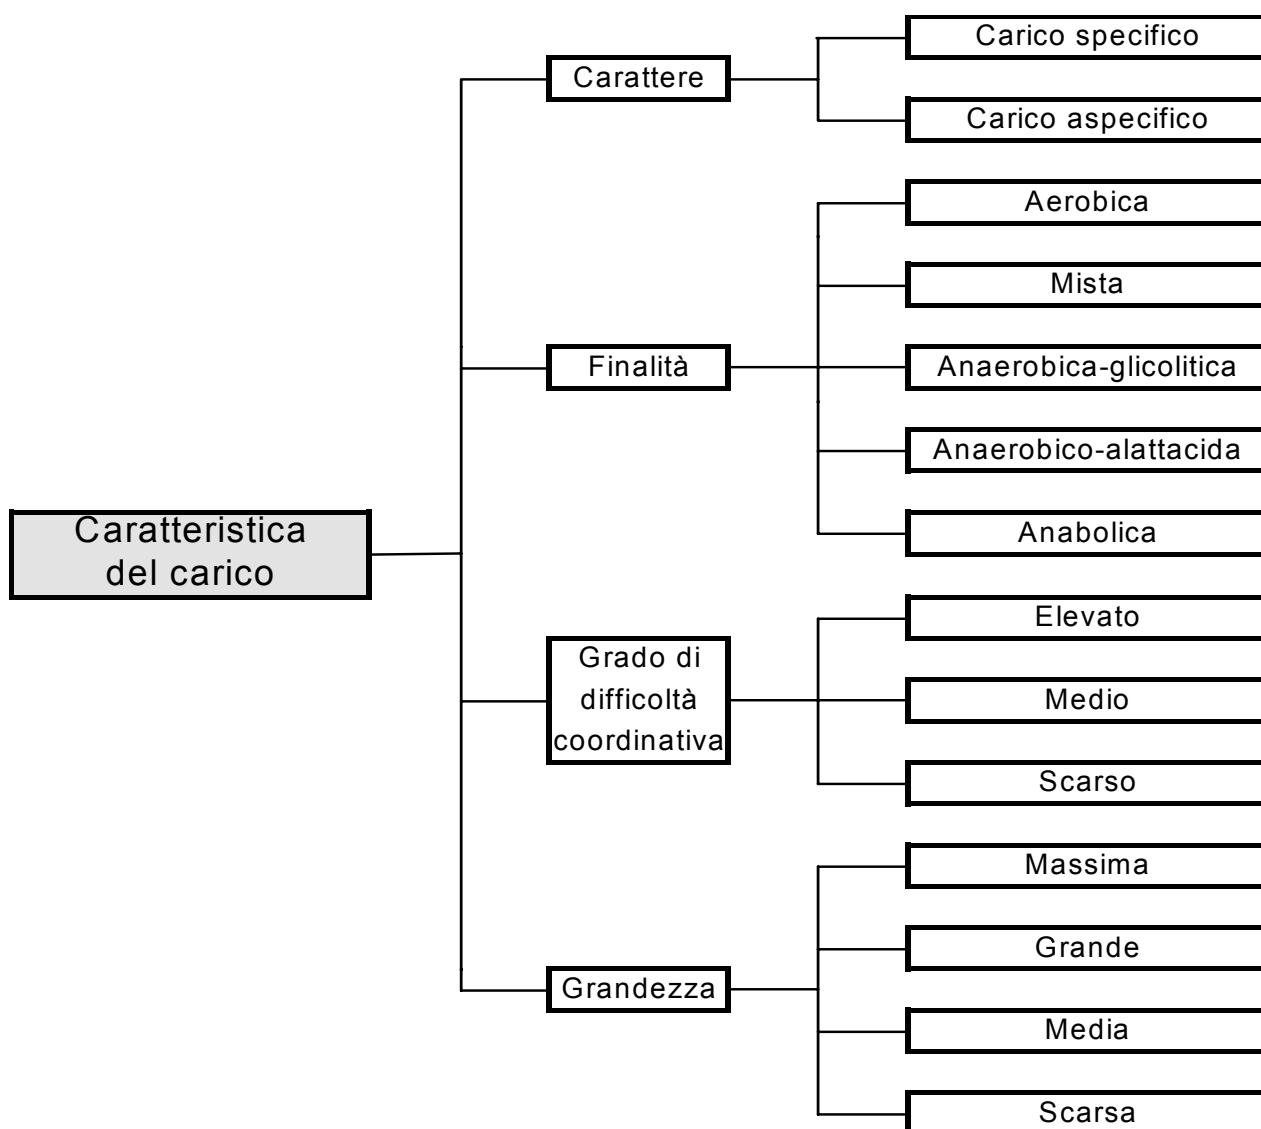 Carico specifico
Carattere
Carico aspecifico
Aerobica
Mista
Finalità
Anaerobica-glicolitica
Anaerobico-alattacida
Caratteristica
del carico
Anabolica
Elevato
Grado di
difficoltà
coordinativa
Medio
Scarso
Massima
Grande
Grandezza
Media
Scarsa